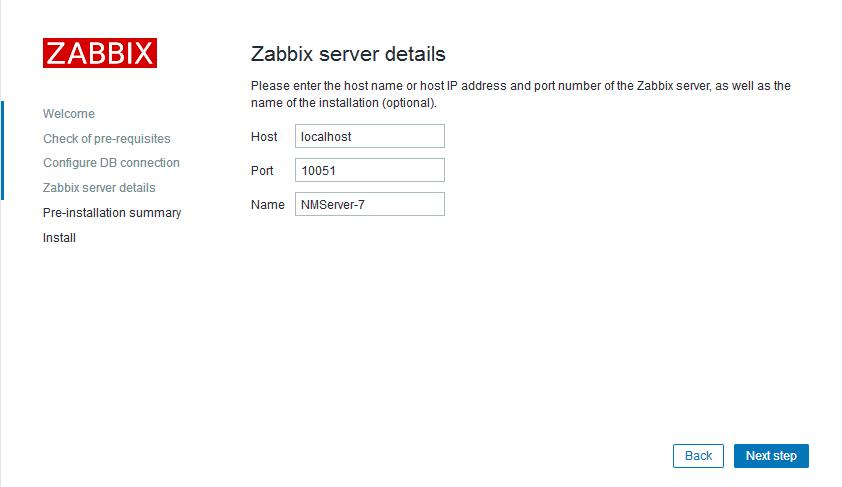 ZABBIX
Welcome
Check of pre-requisites
Configure DB connection
Zabbix server details
Pre-installation summary
Install
Zabbix server details
Please enter the host name or host IP address and port number of the Zabbix server, as well as the
name of the installation (optional).
Host localhost
Port 10051
Name NMServer-7
Back Next step